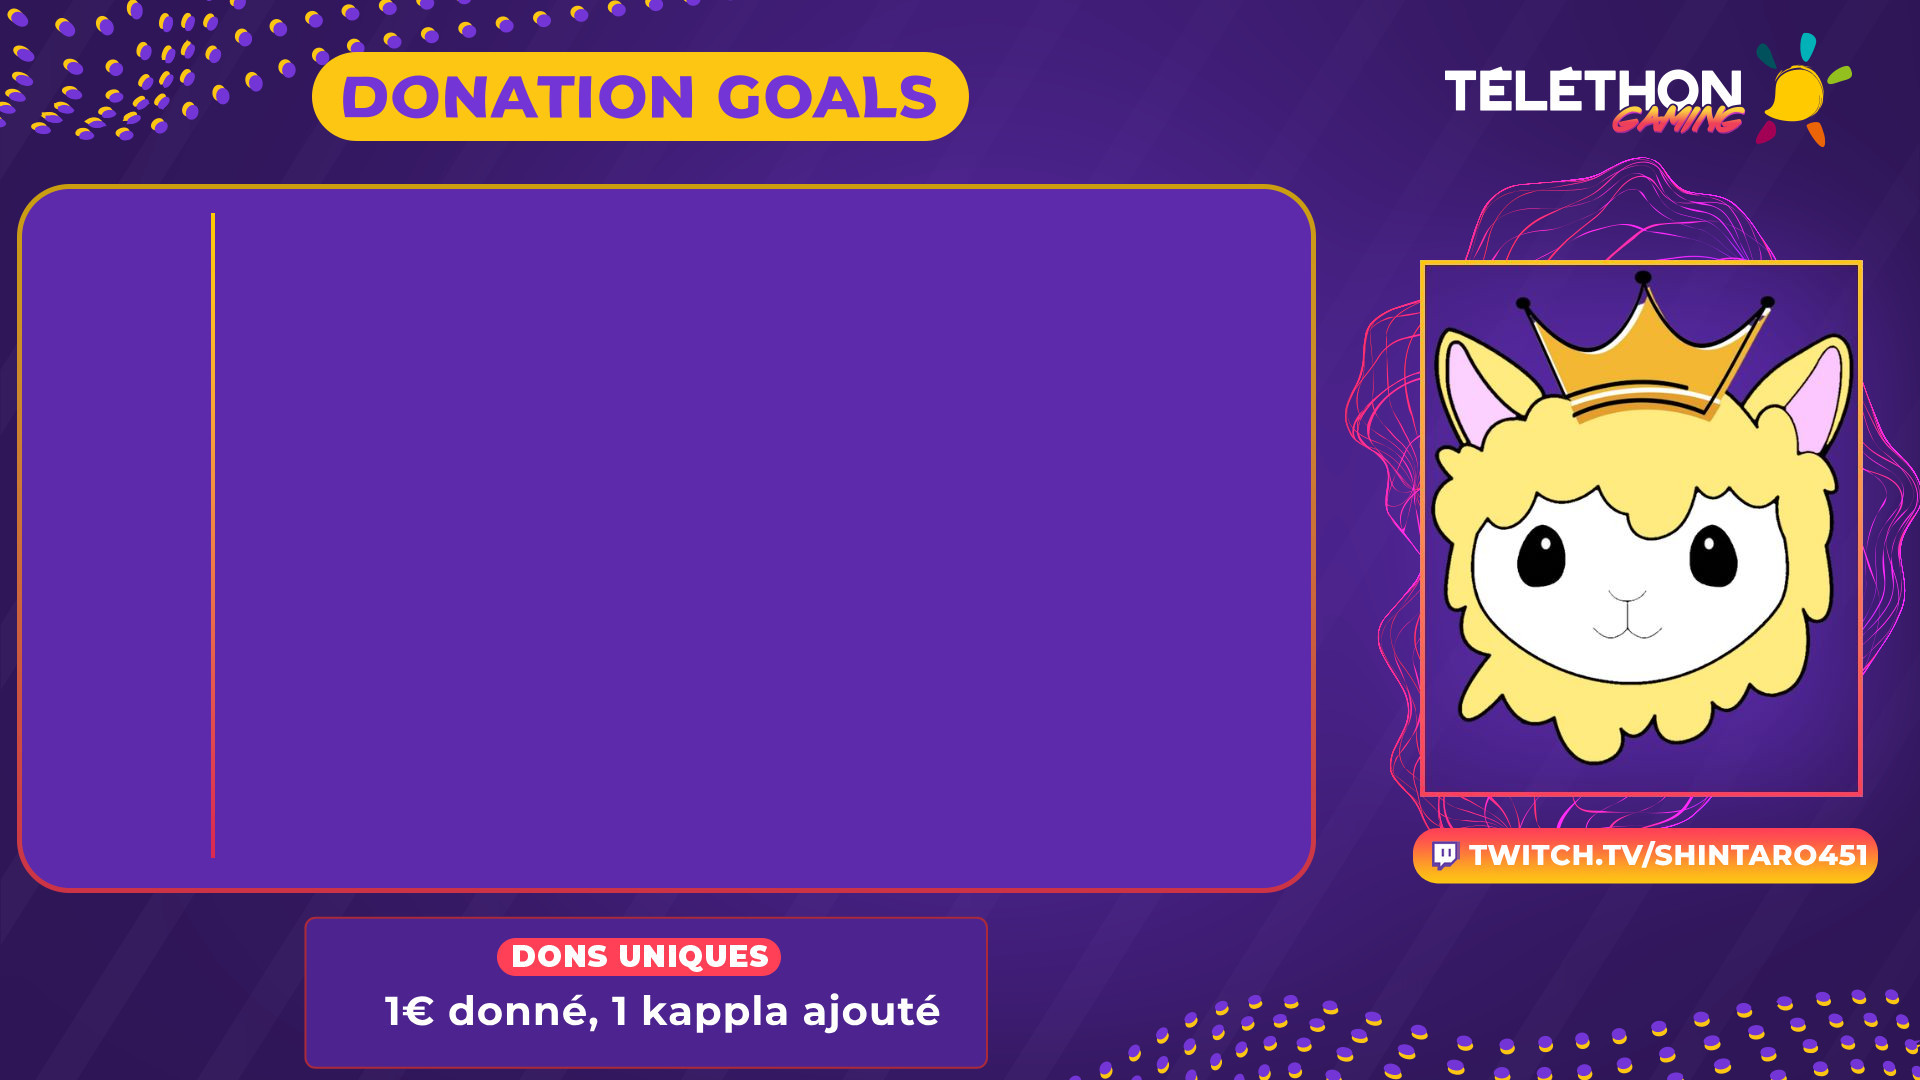 DONATION GOALS
TÉLÉTHON
GAMING
TWITCH.TV/SHINTARO451
DONS UNIQUES
1€ donné, 1 kappla ajouté